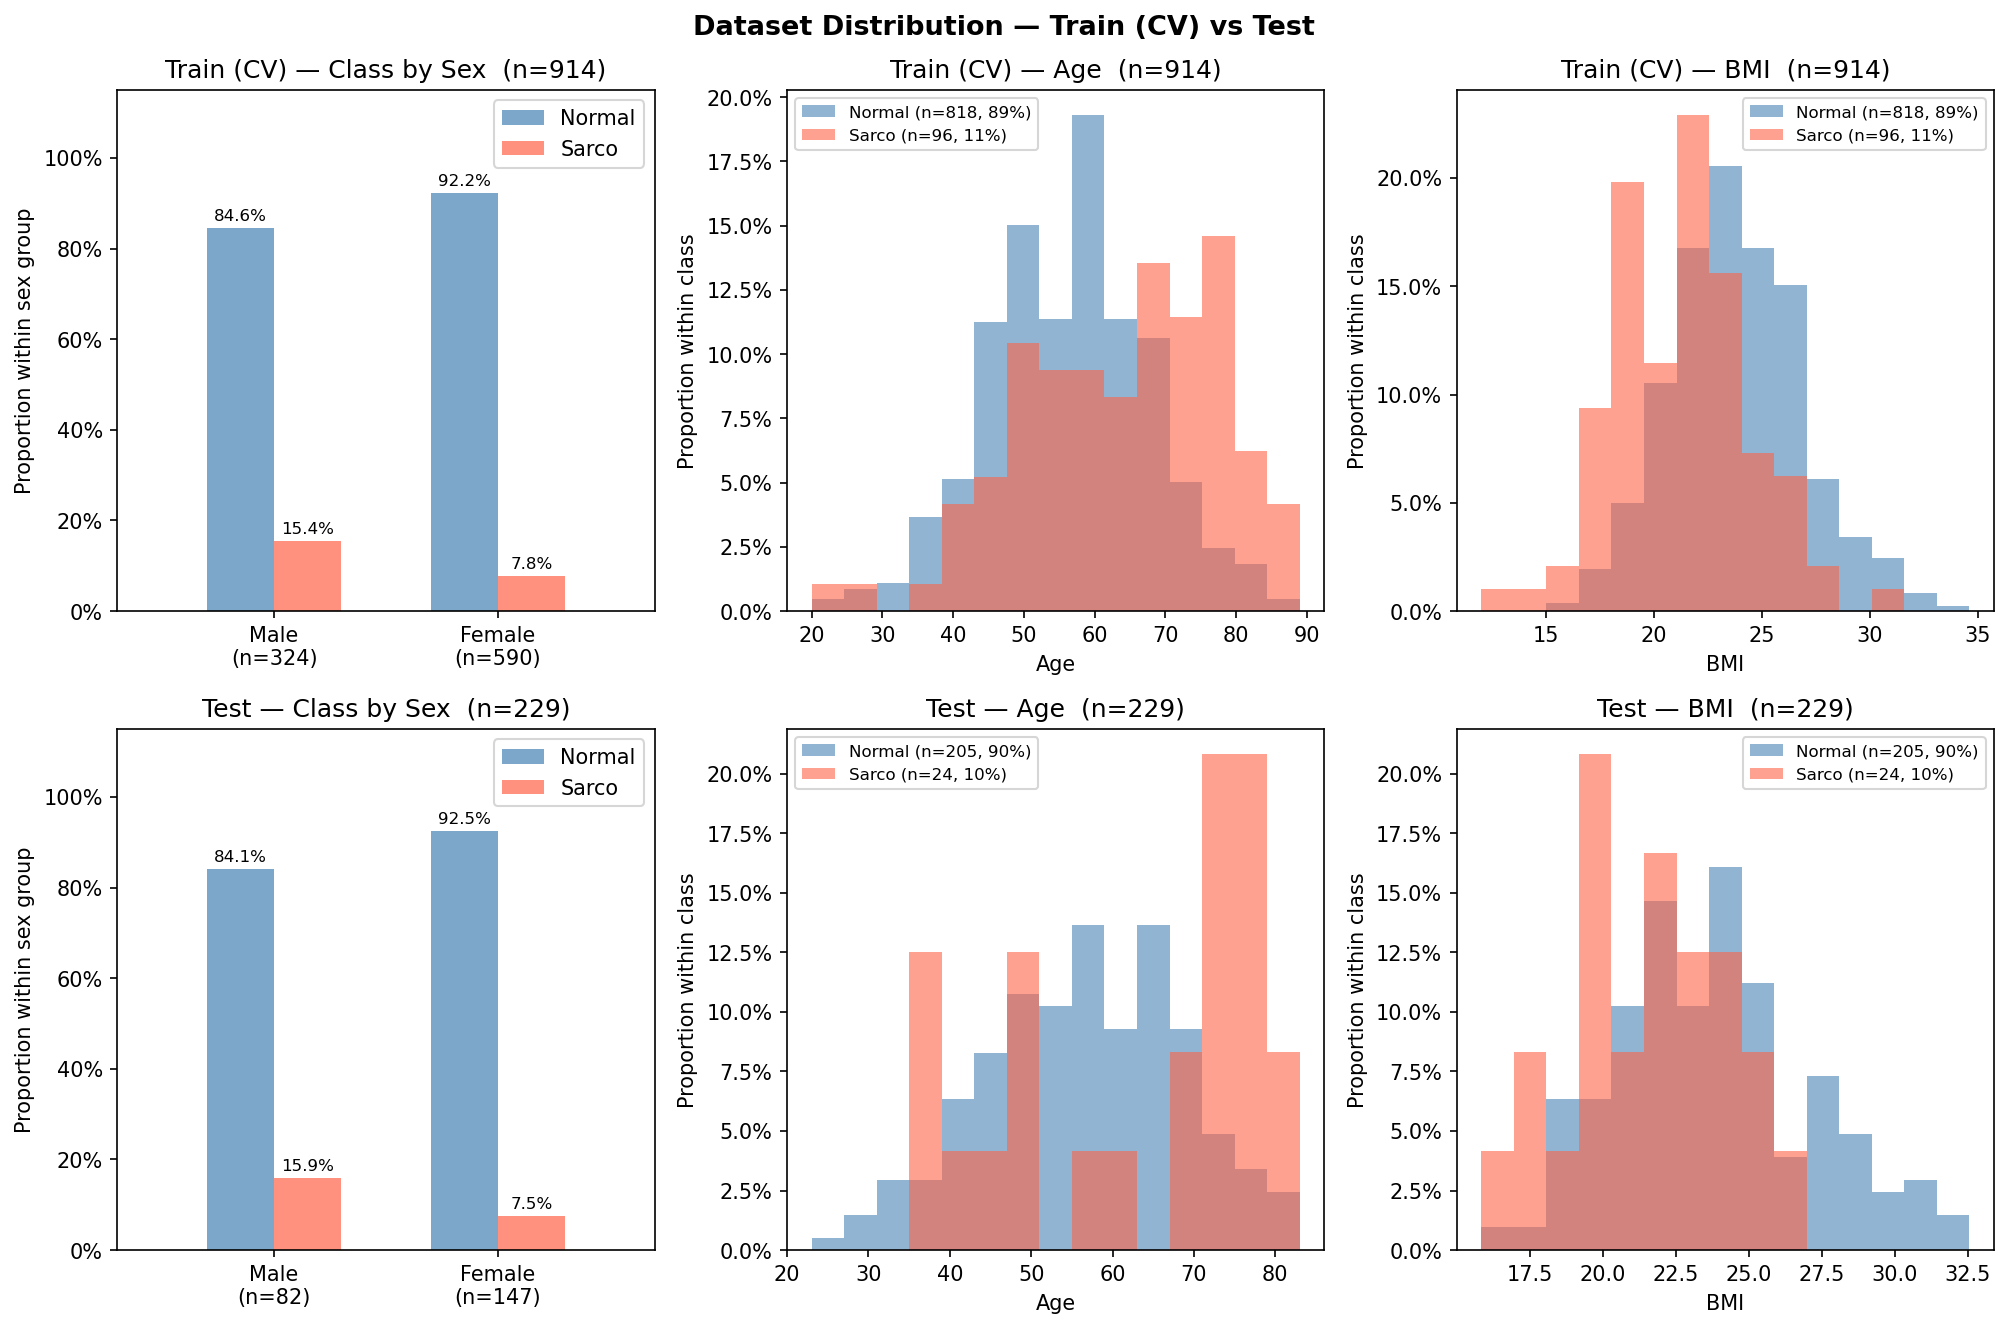 Dataset Distribution — Train (CV) vs Test
Train (CV) — Class by Sex  (n=914)
Proportion within sex group
100%
80%
60%
40%
20%
0%
Normal
Sarco
84.6%
15.4%
92.2%
7.8%
Male
(n=324)
Female
(n=590)
Train (CV) — Age  (n=914)
Proportion within class
20.0%
17.5%
15.0%
12.5%
10.0%
7.5%
5.0%
2.5%
0.0%
Normal (n=818, 89%)
Sarco (n=96, 11%)
20 30 40 50 60 70 80 90
Age
Train (CV) — BMI  (n=914)
Proportion within class
20.0%
15.0%
10.0%
5.0%
0.0%
Normal (n=818, 89%)
Sarco (n=96, 11%)
15 20 25 30 35
BMI
Test — Class by Sex  (n=229)
Proportion within sex group
100%
80%
60%
40%
20%
0%
Normal
Sarco
84.1%
15.9%
92.5%
7.5%
Male
(n=82)
Female
(n=147)
Test — Age  (n=229)
Proportion within class
20.0%
17.5%
15.0%
12.5%
10.0%
7.5%
5.0%
2.5%
0.0%
Normal (n=205, 90%)
Sarco (n=24, 10%)
20 30 40 50 60 70 80
Age
Test — BMI  (n=229)
Proportion within class
20.0%
17.5%
15.0%
12.5%
10.0%
7.5%
5.0%
2.5%
0.0%
Normal (n=205, 90%)
Sarco (n=24, 10%)
17.5 20.0 22.5 25.0 27.5 30.0 32.5
BMI